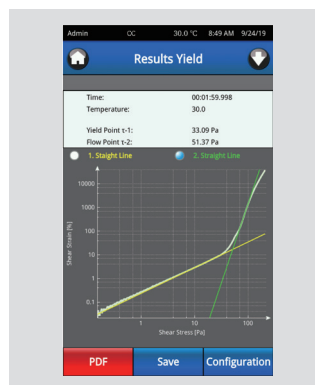 Admin CC 30.0 °C 8:49 AM 9/24/19
Results Yield
Time: 00:01:59.998
Temperature: 30.0
Yield Point τ-1: 33.09 Pa
Flow Point τ-2: 51.37 Pa
1. Staight Line 2. Straight Line
Shear Strain [%]
10000
1000
100
10
1
0.1
1 10 100
Shear Stress [Pa]
PDF Save Configuration